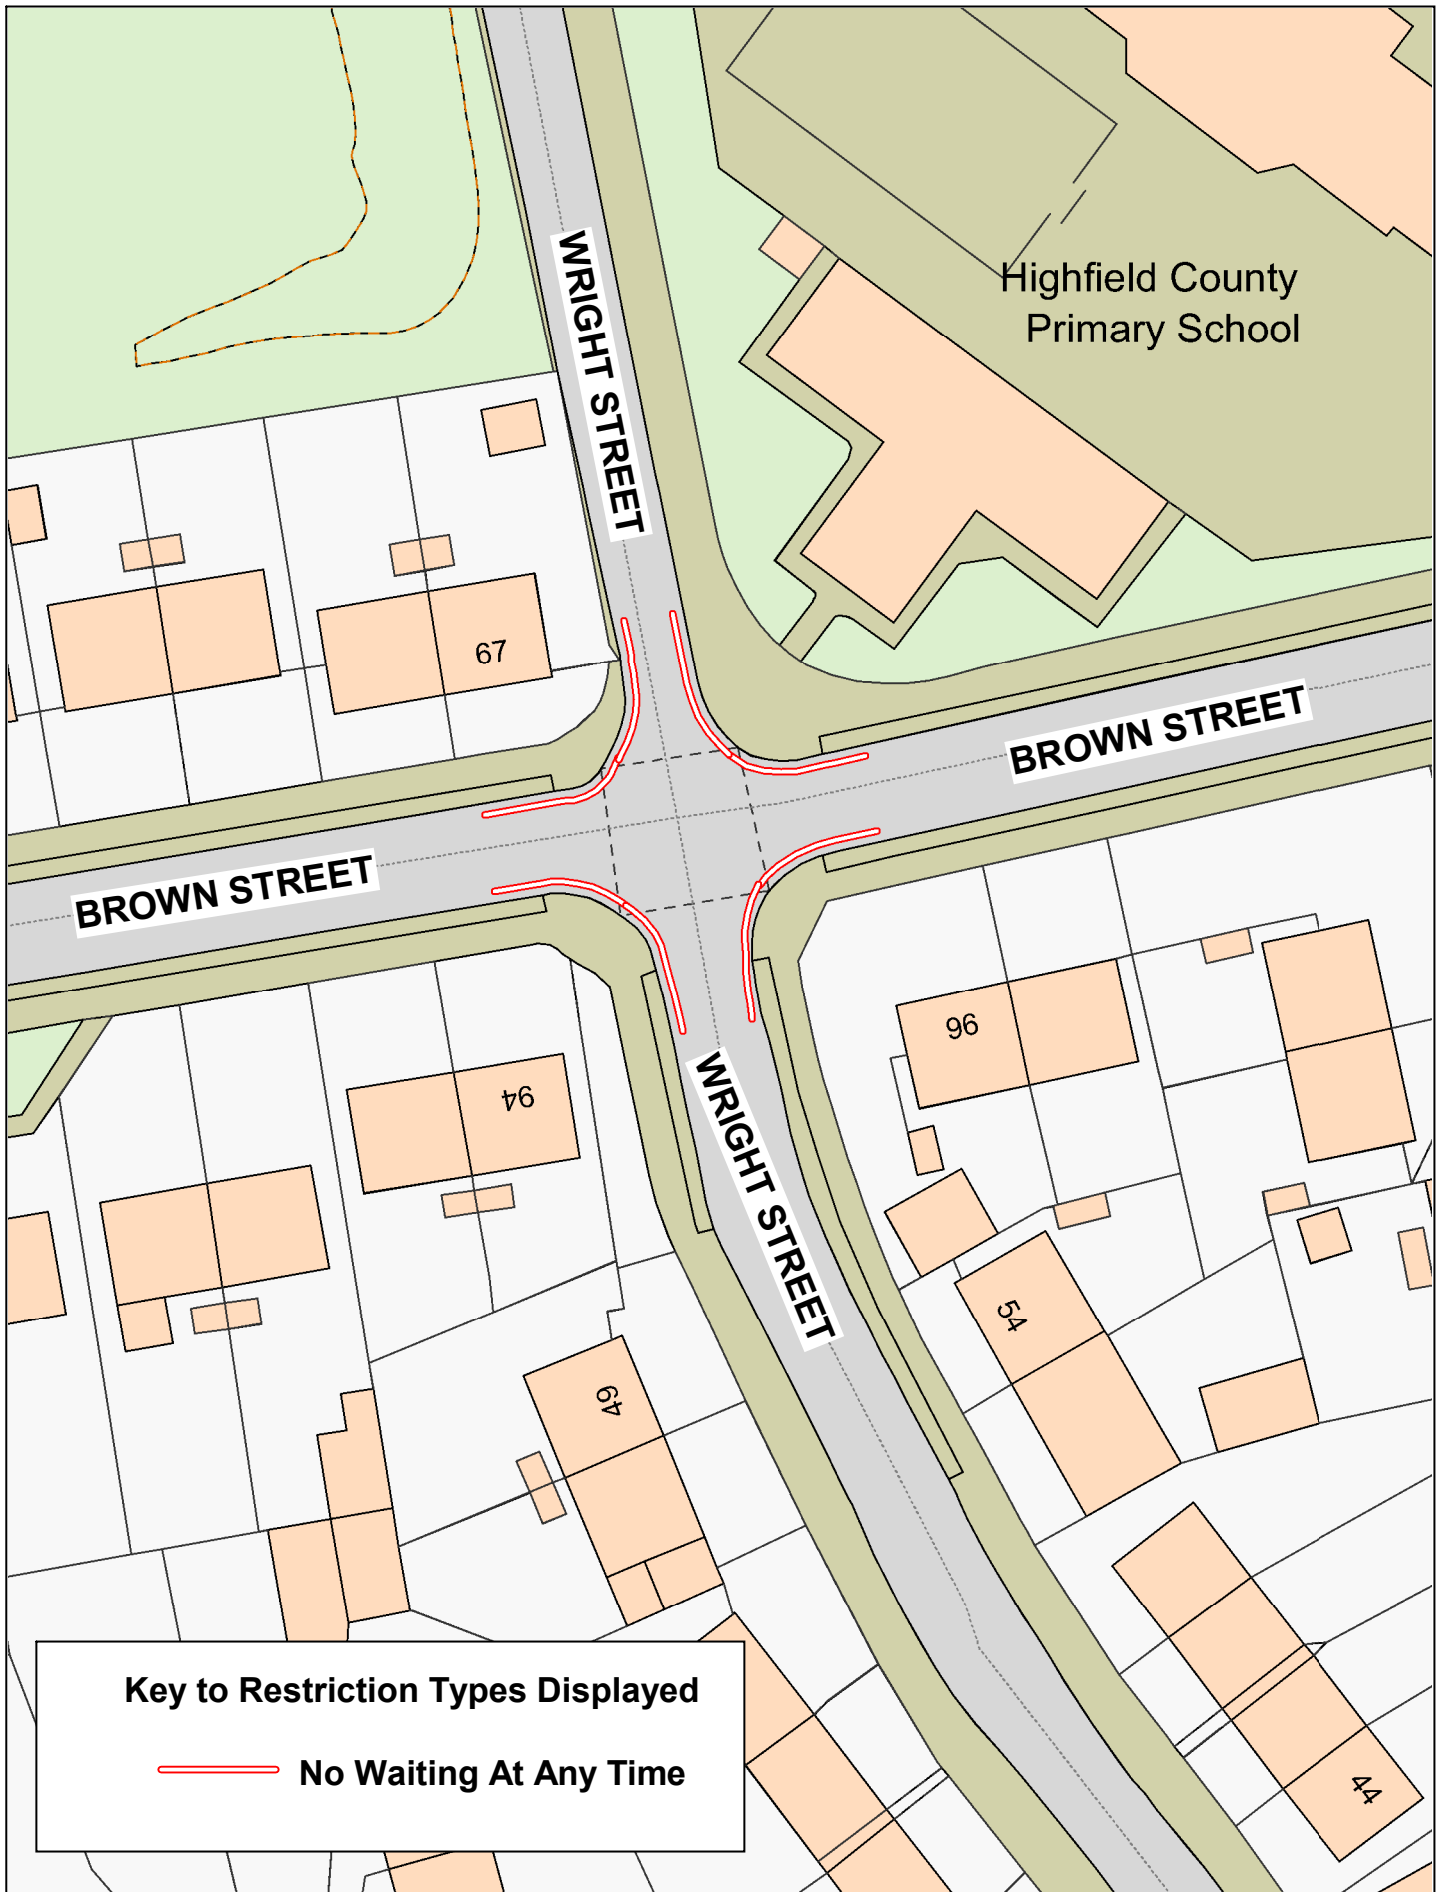 WRIGHT STREET
Highfield County
Primary School
67
BROWN STREET
BROWN STREET
96
94
WRIGHT STREET
54
49
44
Key to Restriction Types Displayed
No Waiting At Any Time